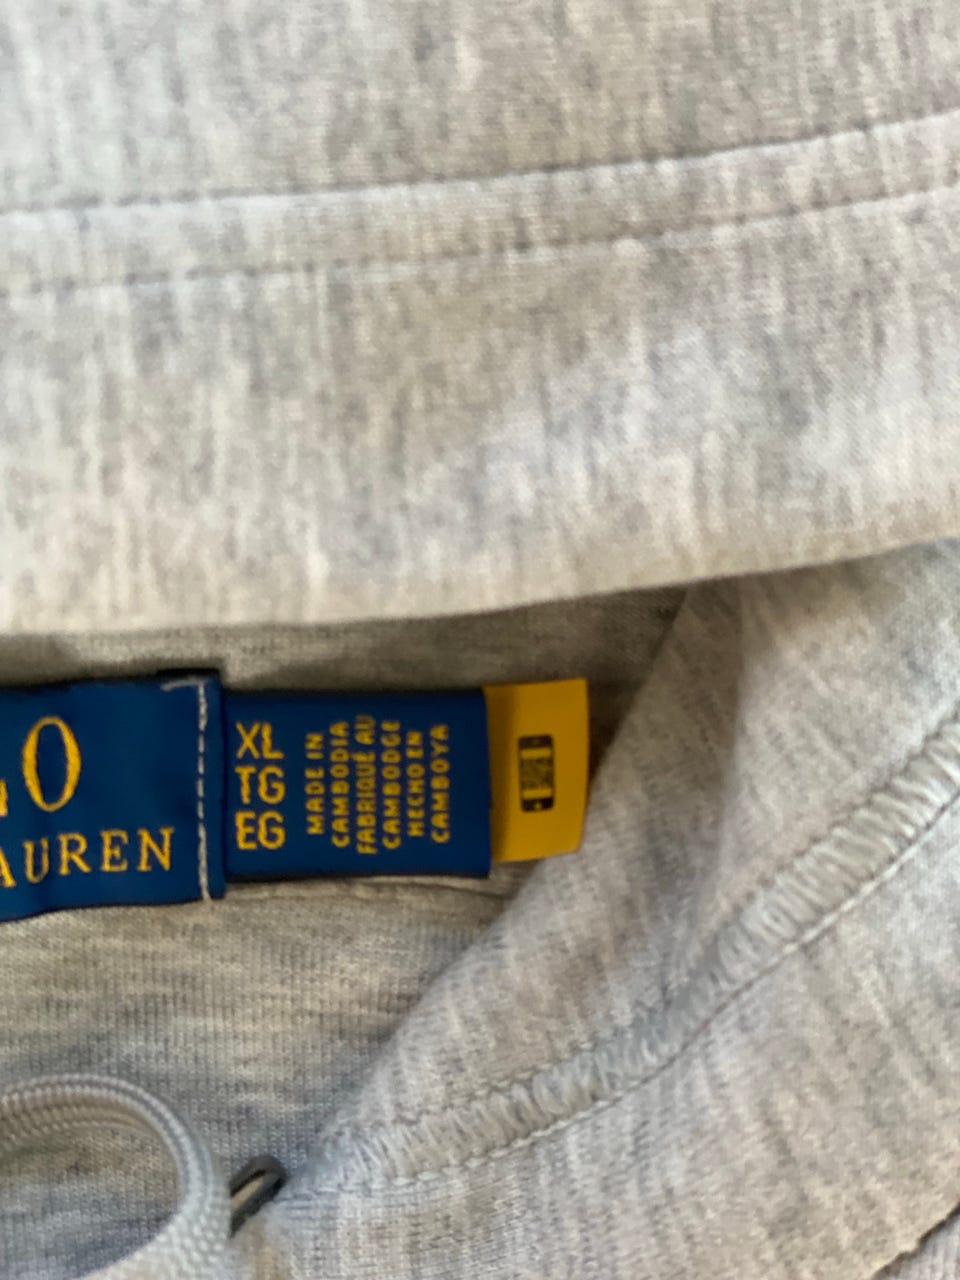 LO
AUREN
XL
TG
EG
MADE IN
CAMBODIA
FABRIQUÉ AU
CAMBODGE
HECHO EN
CAMBOYA